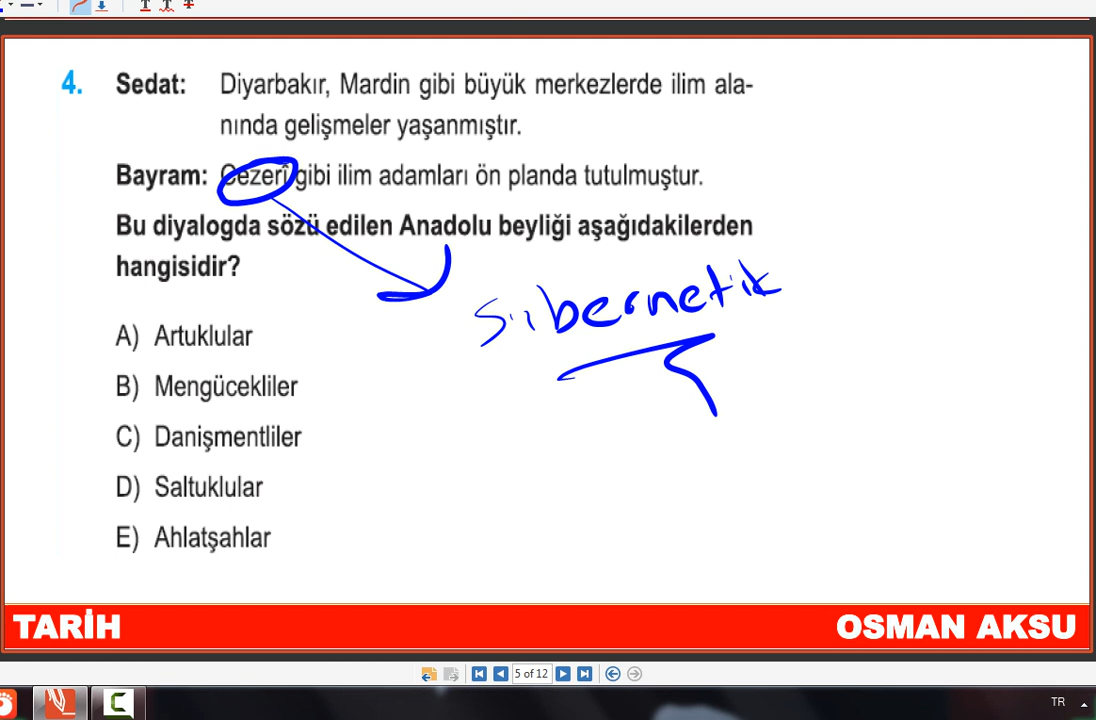 4. Sedat: Diyarbakır, Mardin gibi büyük merkezlerde ilim ala-
nında gelişmeler yaşanmıştır.
Bayram: Cezerî gibi ilim adamları ön planda tutulmuştur.
Bu diyalogda sözü edilen Anadolu beyliği aşağıdakilerden
hangisidir?
sibernetik
A) Artuklular
B) Mengücekliler
C) Danişmentliler
D) Saltuklular
E) Ahlatşahlar
TARİH OSMAN AKSU
5 of 12
TR